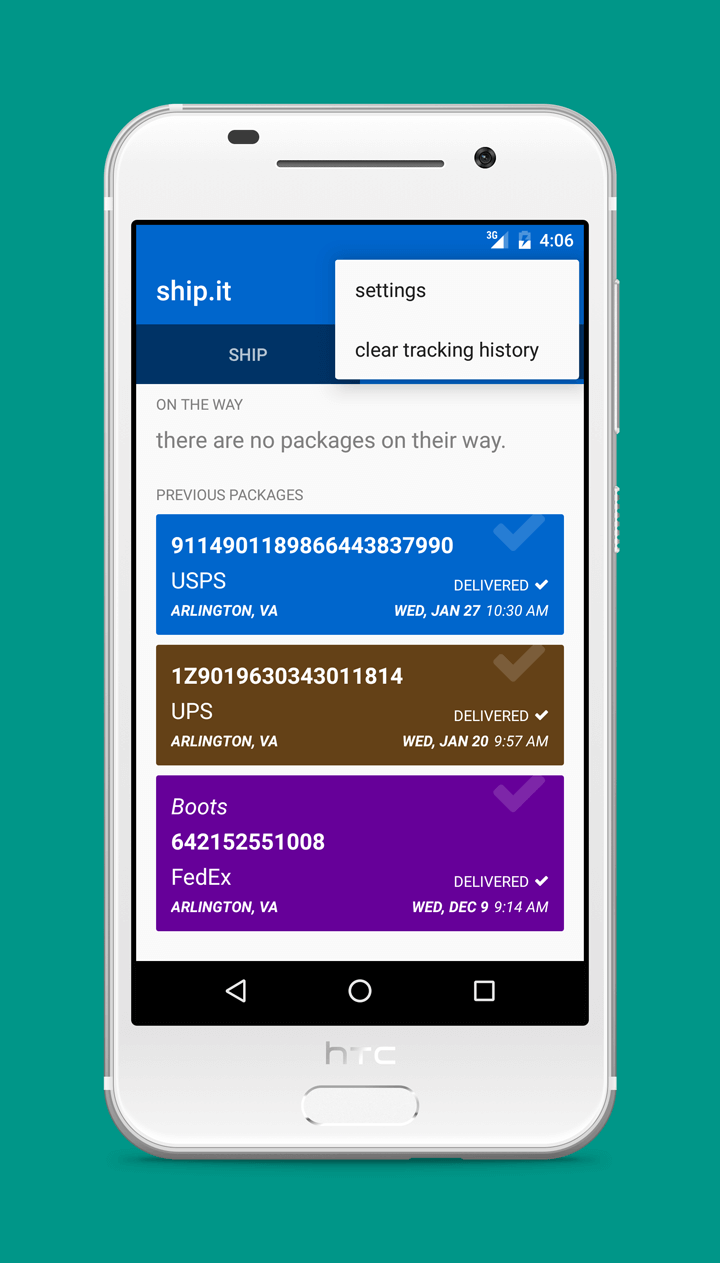 3G 4:06
ship.it
settings
clear tracking history
SHIP
ON THE WAY
there are no packages on their way.
PREVIOUS PACKAGES
9114901189866443837990
USPS
DELIVERED
ARLINGTON, VA WED, JAN 27 10:30 AM
1Z9019630343011814
UPS
DELIVERED
ARLINGTON, VA WED, JAN 20 9:57 AM
Boots
642152551008
FedEx
DELIVERED
ARLINGTON, VA WED, DEC 9 9:14 AM
hTC